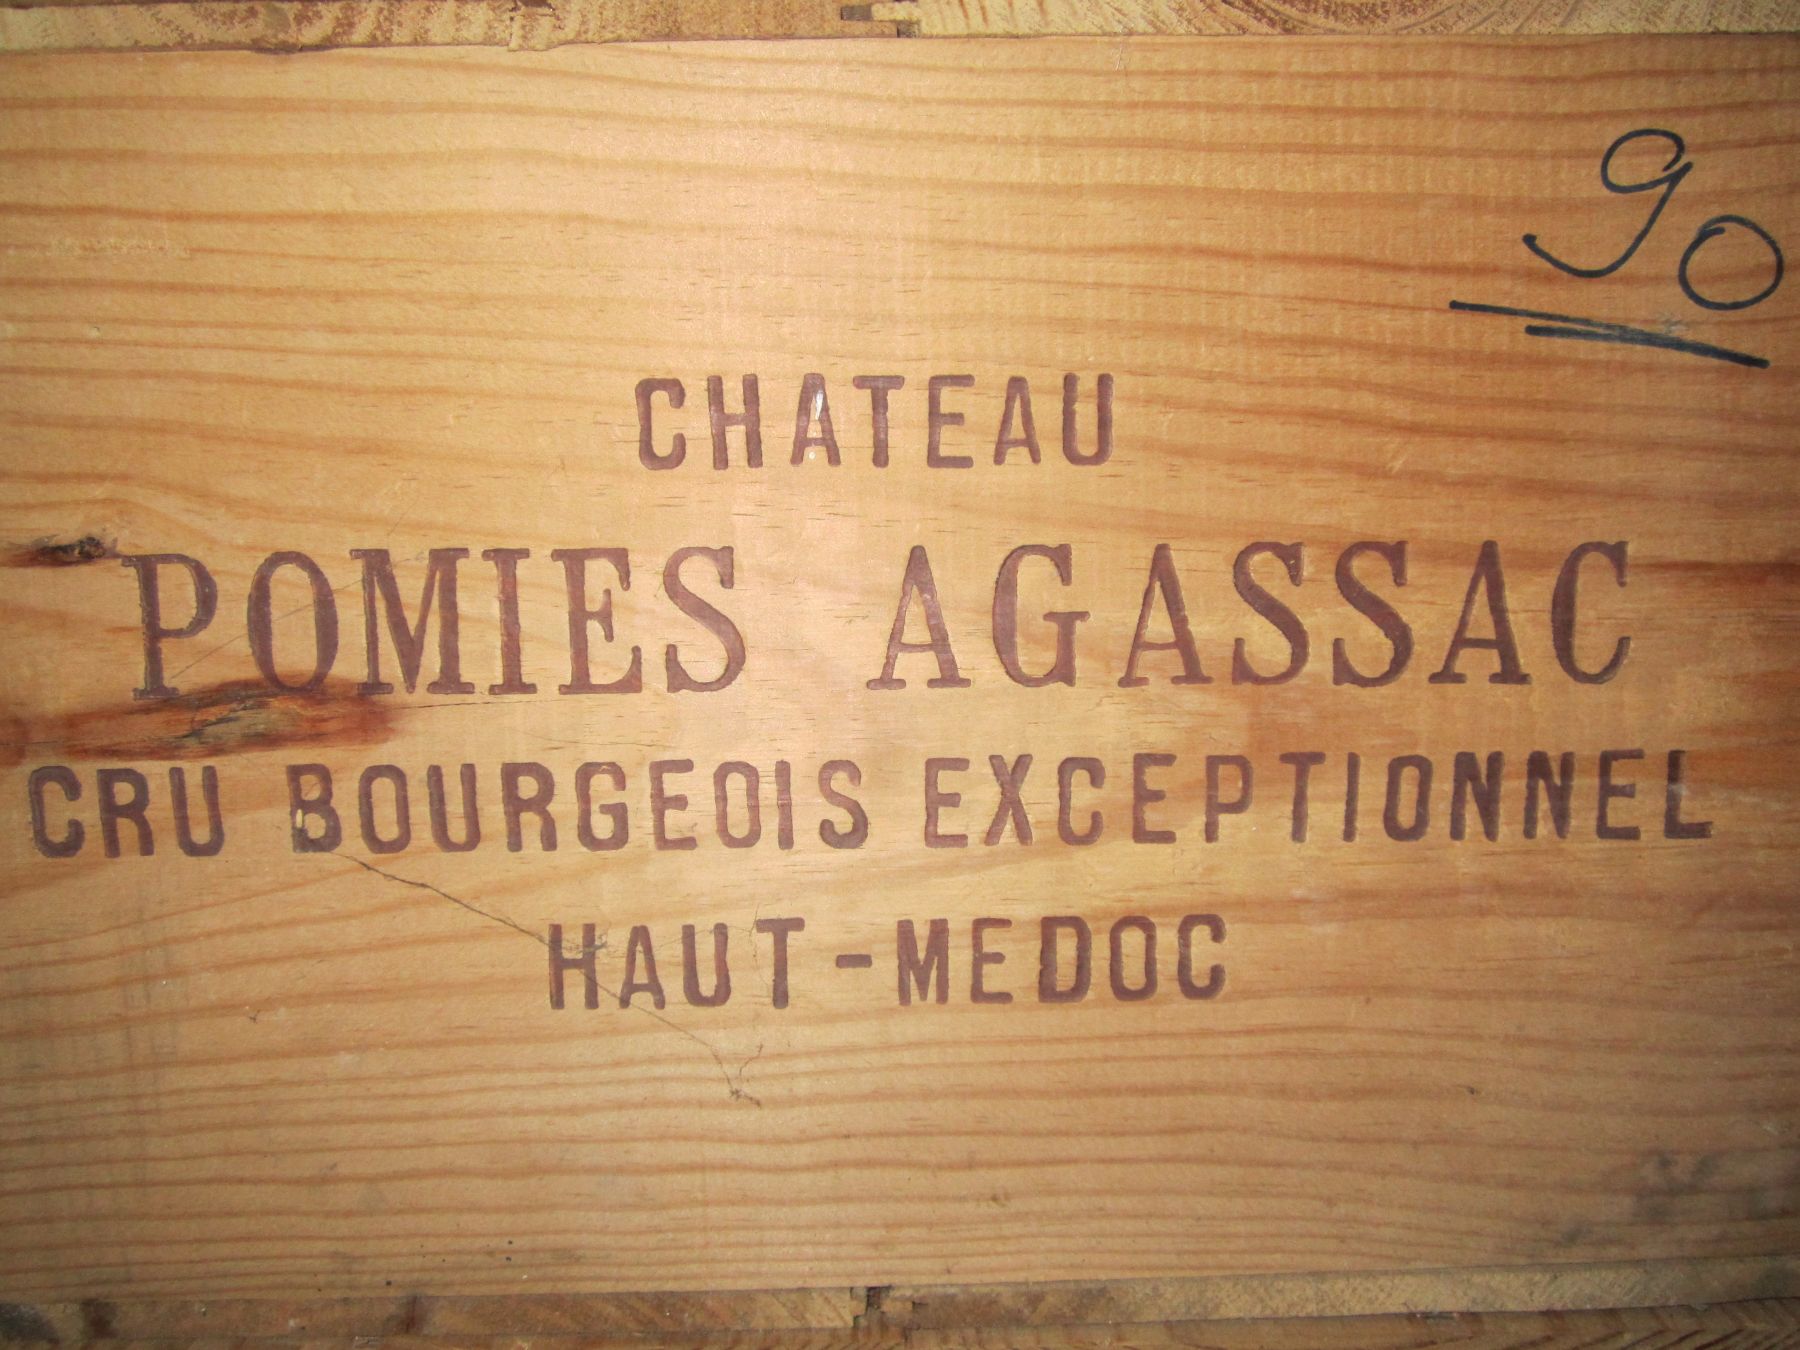 90
CHATEAU
POMIES AGASSAC
CRU BOURGEOIS EXCEPTIONNEL
HAUT-MEDOC